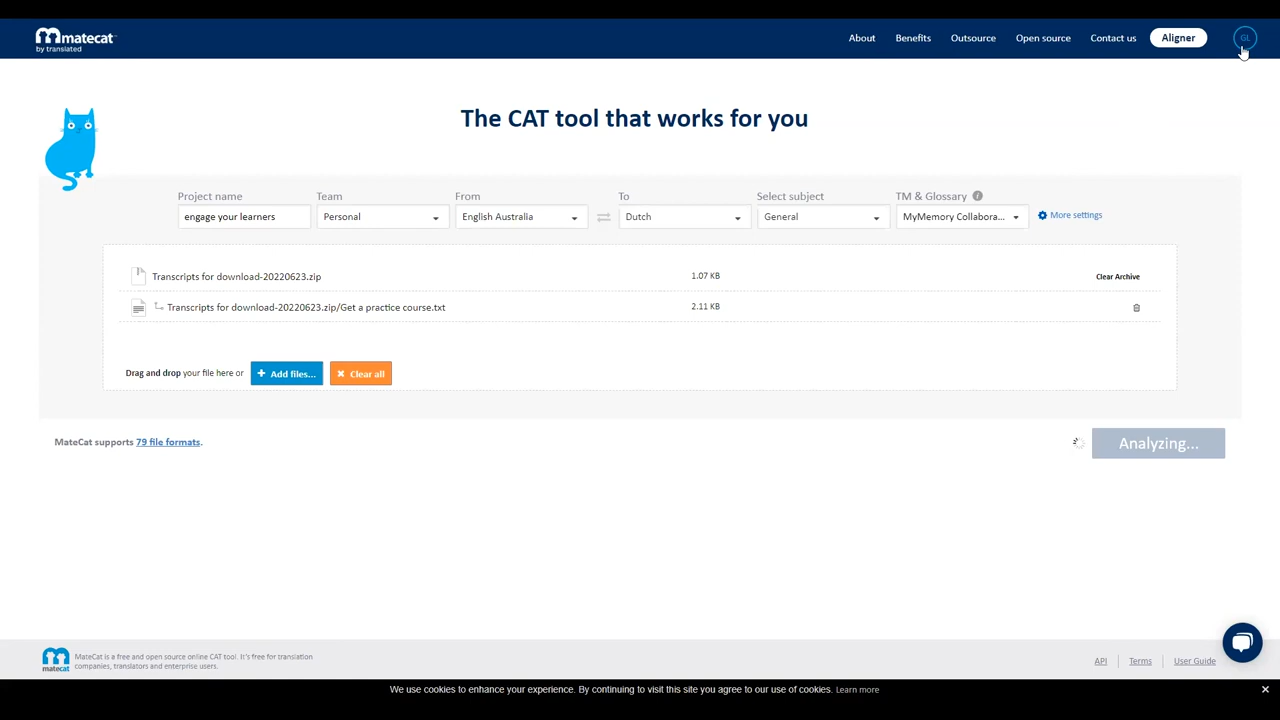 matecat
by translated
About Benefits Outsource Open source Contact us Aligner GL
The CAT tool that works for you
Project name Team From To Select subject TM & Glossary i
engage your learners Personal English Australia Dutch General MyMemory Collabora... More settings
Transcripts for download-20220623.zip 1.07 KB Clear Archive
Transcripts for download-20220623.zip/Get a practice course.txt 2.11 KB
Drag and drop your file here or + Add files... Clear all
MateCat supports 79 file formats. Analyzing...
matecat
MateCat is a free and open source online CAT tool. It's free for translation
companies, translators and enterprise users.
API Terms User Guide
We use cookies to enhance your experience. By continuing to visit this site you agree to our use of cookies. Learn more